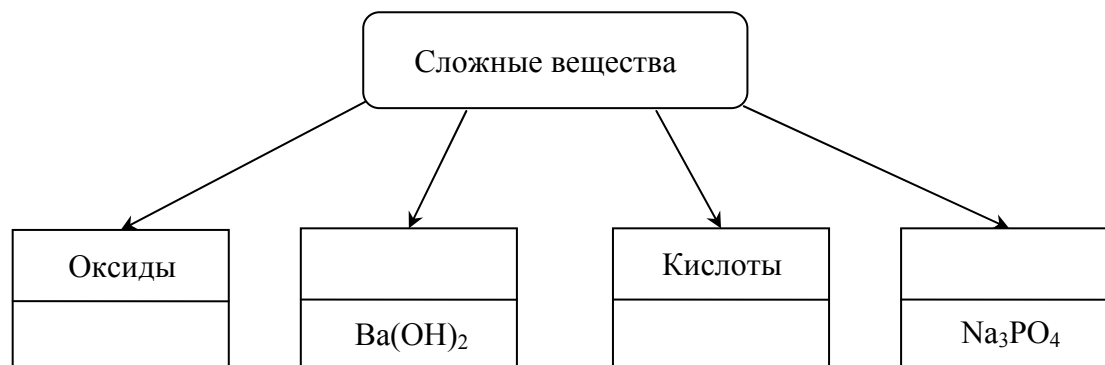 Сложные вещества
Оксиды
Кислоты
Ba(OH)₂
Na₃PO₄